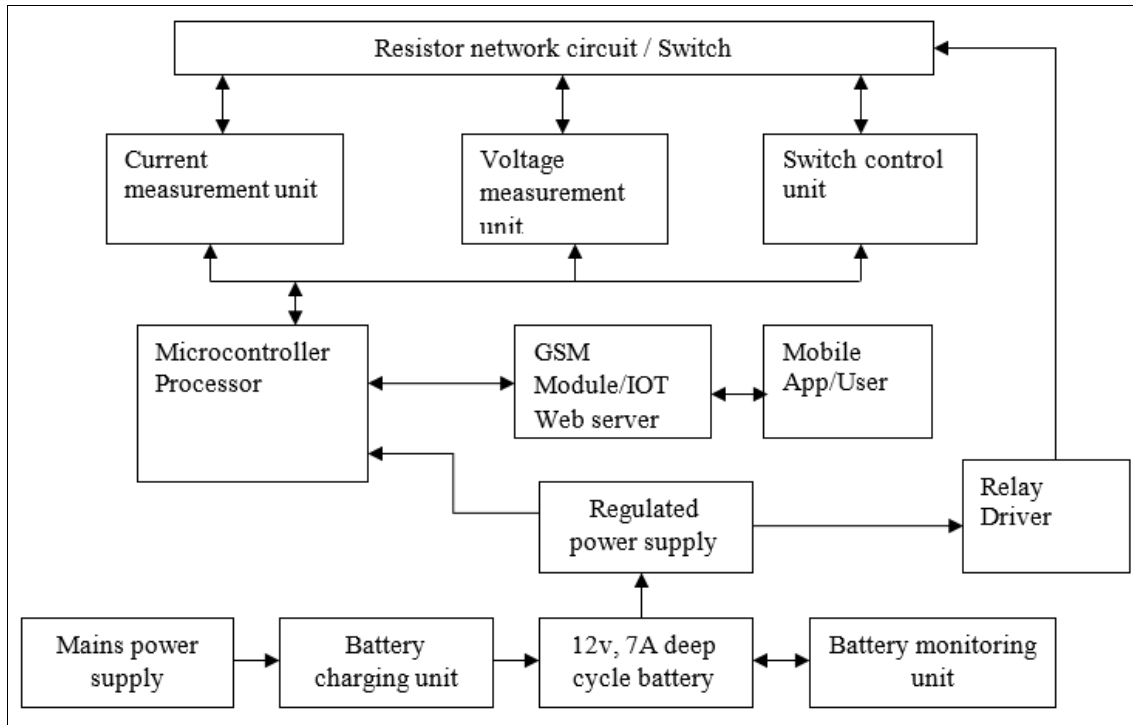 Resistor network circuit / Switch
Current
measurement unit
Voltage
measurement
unit
Switch control
unit
Microcontroller
Processor
GSM
Module/IOT
Web server
Mobile
App/User
Regulated
power supply
Relay
Driver
Mains power
supply
Battery
charging unit
12v, 7A deep
cycle battery
Battery monitoring
unit